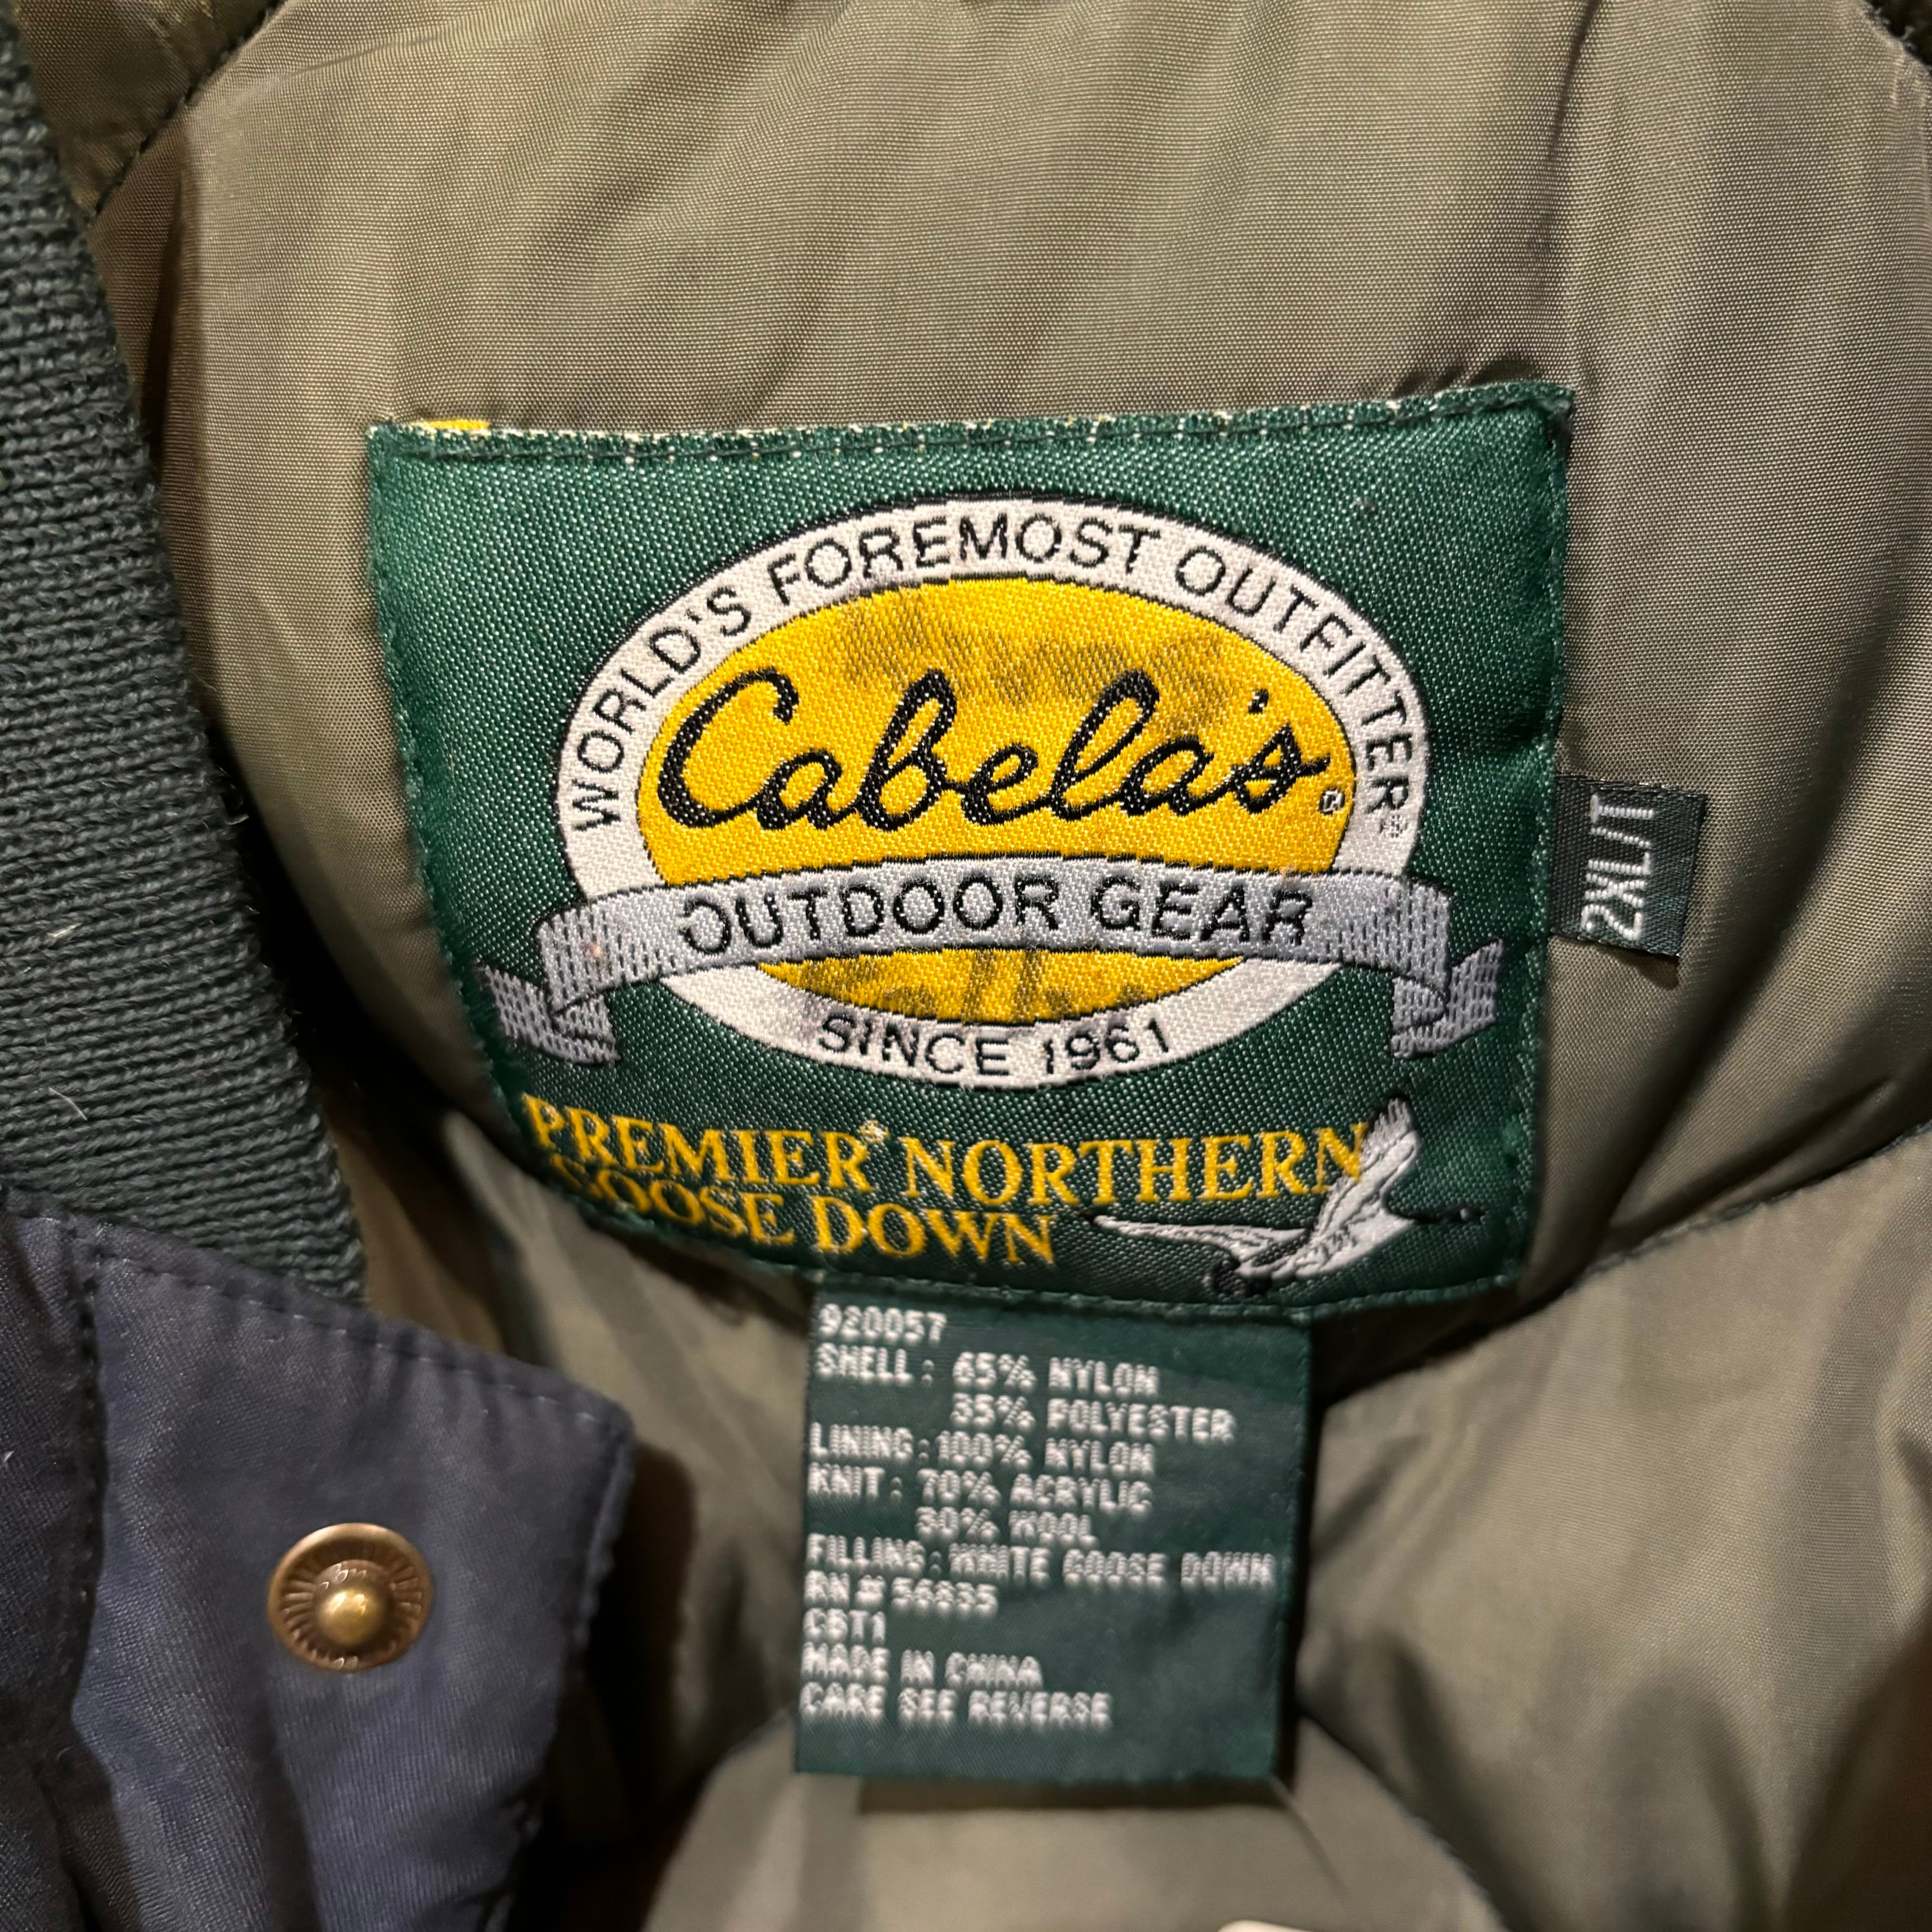 WORLD'S FOREMOST OUTFITTER®
Cabela's®
OUTDOOR GEAR
SINCE 1961
PREMIER® NORTHERN
GOOSE DOWN
2XL/T
920057
SHELL: 65% NYLON
35% POLYESTER
LINING: 100% NYLON
KNIT: 70% ACRYLIC
30% WOOL
FILLING: WHITE GOOSE DOWN
RN# 56835
CBT1
MADE IN CHINA
CARE SEE REVERSE